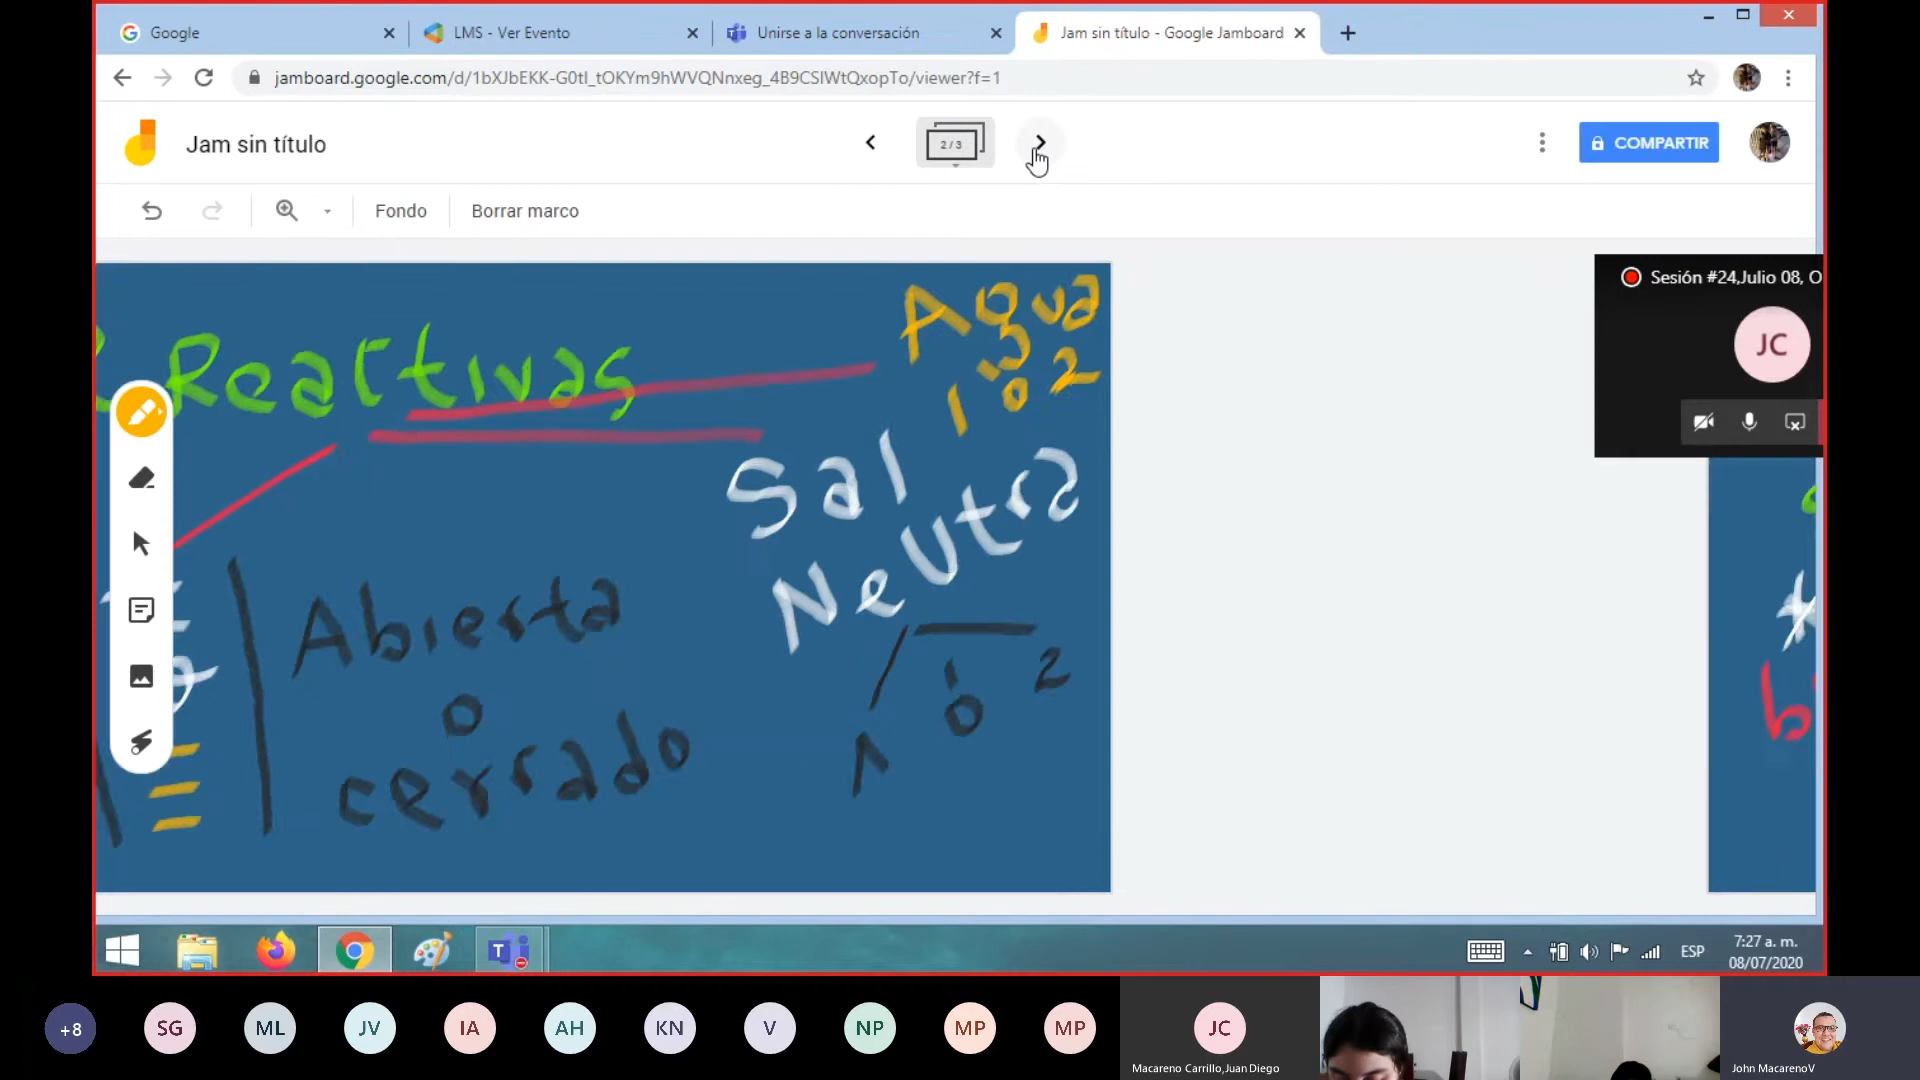 Google
LMS - Ver Evento
Unirse a la conversación
Jam sin título - Google Jamboard
jamboard.google.com/d/1bXJbEKK-G0tI_tOKYm9hWVQNnxeg_4B9CSIWtQxopTo/viewer?f=1
Jam sin título
2 / 3
COMPARTIR
Fondo
Borrar marco
Sesión #24,Julio 08, O
JC
Reactivas
Agua
1 o 2
Sal
Neutra
Abierta
o
cerrado
1 o 2
ESP
7:27 a. m.
08/07/2020
+8
SG
ML
JV
IA
AH
KN
V
NP
MP
MP
JC
Macareno Carrillo,Juan Diego
John MacarenoV